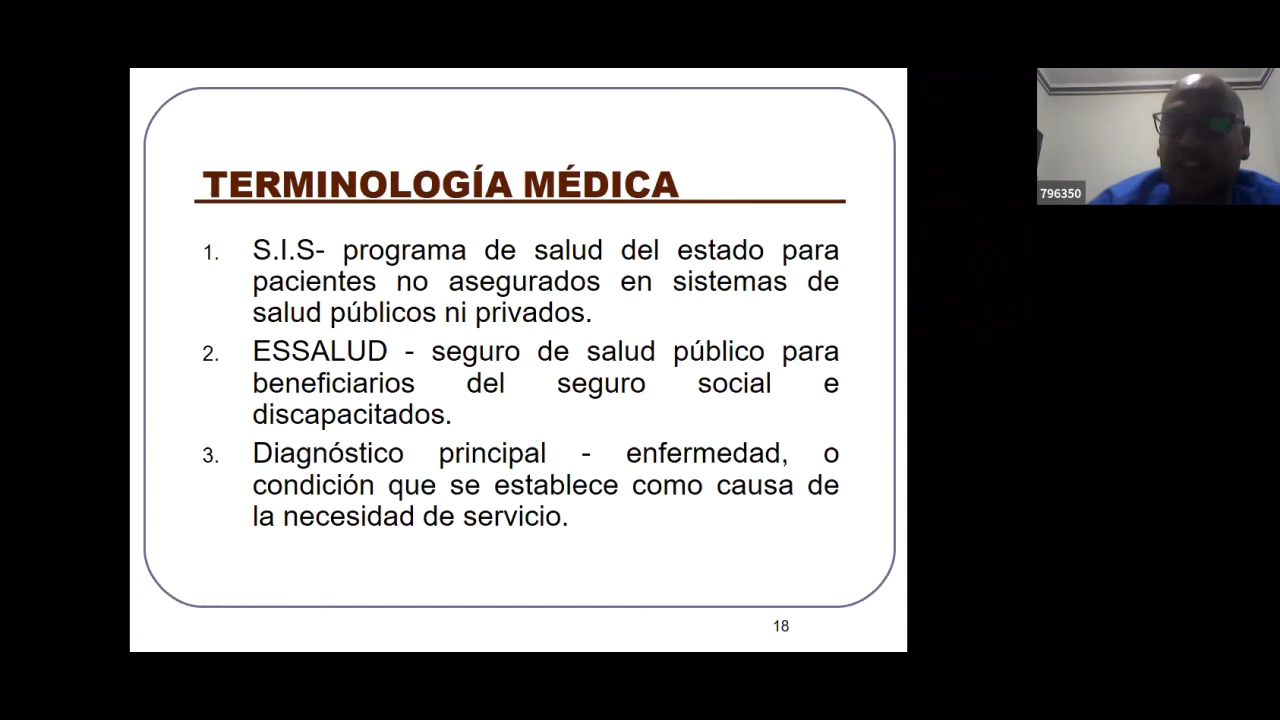 TERMINOLOGÍA MÉDICA
1. S.I.S- programa de salud del estado para
pacientes no asegurados en sistemas de
salud públicos ni privados.
2. ESSALUD - seguro de salud público para
beneficiarios del seguro social e
discapacitados.
3. Diagnóstico principal - enfermedad, o
condición que se establece como causa de
la necesidad de servicio.
18
796350